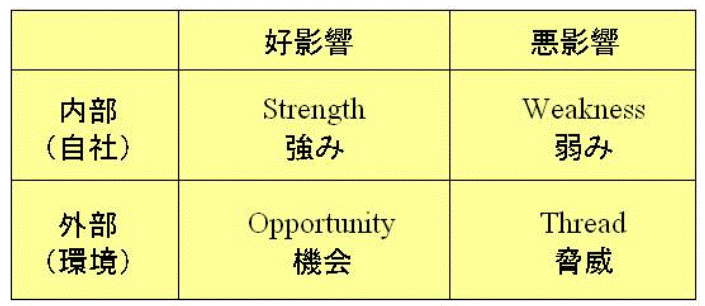 好影響 悪影響
内部 Strength Weakness
（自社） 強み 弱み
外部 Opportunity Thread
（環境） 機会 脅威